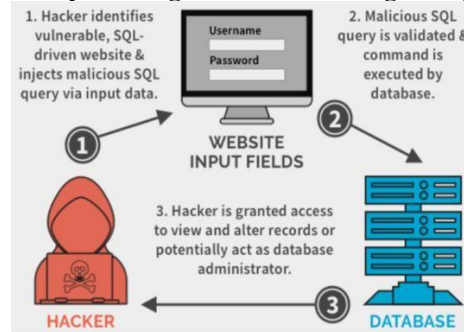 1. Hacker identifies
vulnerable, SQL-
driven website &
injects malicious SQL
query via input data.
Username
Password
2. Malicious SQL
query is validated &
command is
executed by
database.
1
2
WEBSITE
INPUT FIELDS
3. Hacker is granted access
to view and alter records or
potentially act as database
administrator.
3
HACKER
DATABASE